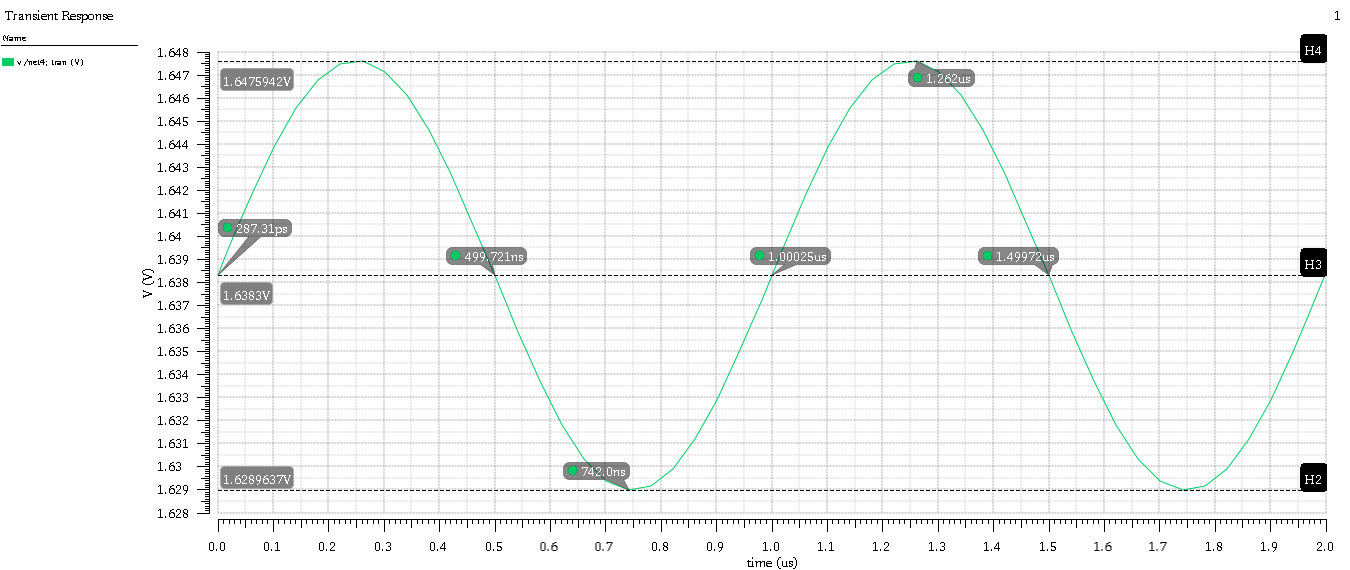 Transient Response
1
Name
v /net4; tran (V)
1.648
1.647
1.646
1.645
1.644
1.643
1.642
1.641
1.64
1.639
1.638
1.637
1.636
1.635
1.634
1.633
1.632
1.631
1.63
1.629
1.628
V (V)
1.6475942V
H4
1.262us
287.31ps
499.721ns
1.00025us
1.49972us
H3
1.6383V
742.0ns
1.6289637V
H2
0.0 0.1 0.2 0.3 0.4 0.5 0.6 0.7 0.8 0.9 1.0 1.1 1.2 1.3 1.4 1.5 1.6 1.7 1.8 1.9 2.0
time (us)